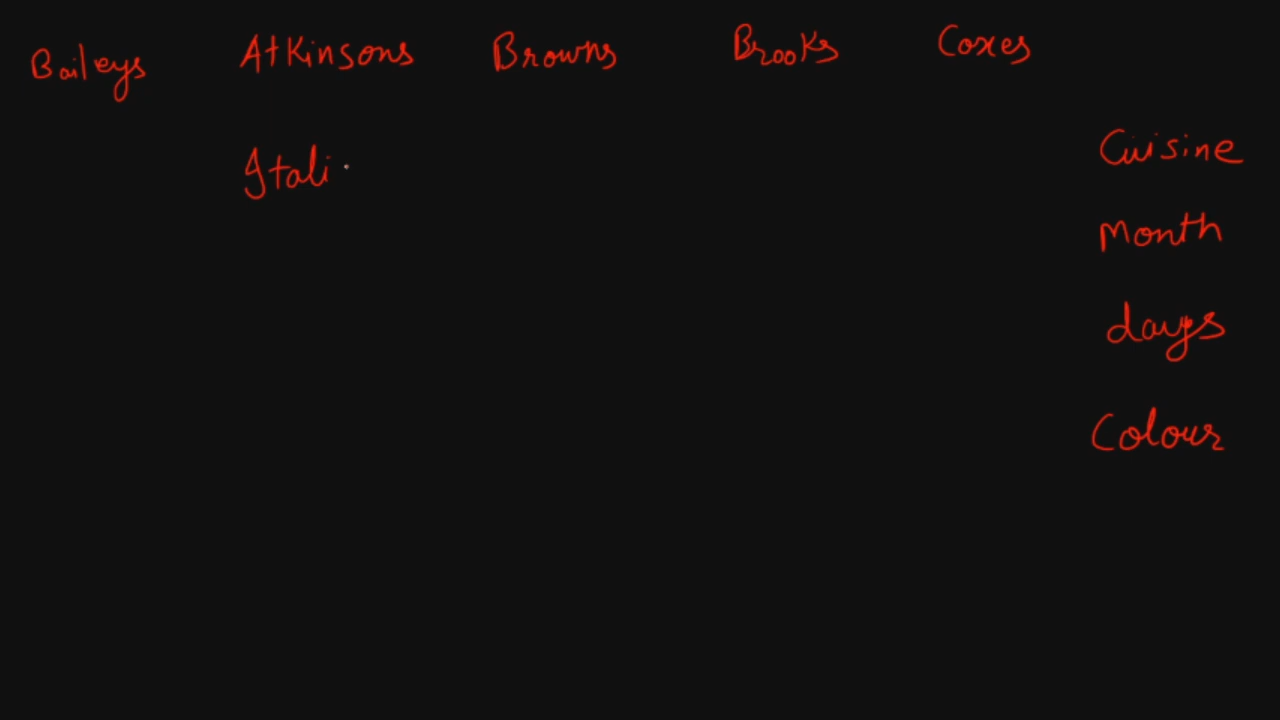 Baileys Atkinsons Browns Brooks Coxes
Cuisine
Itali
Month
days
Colour